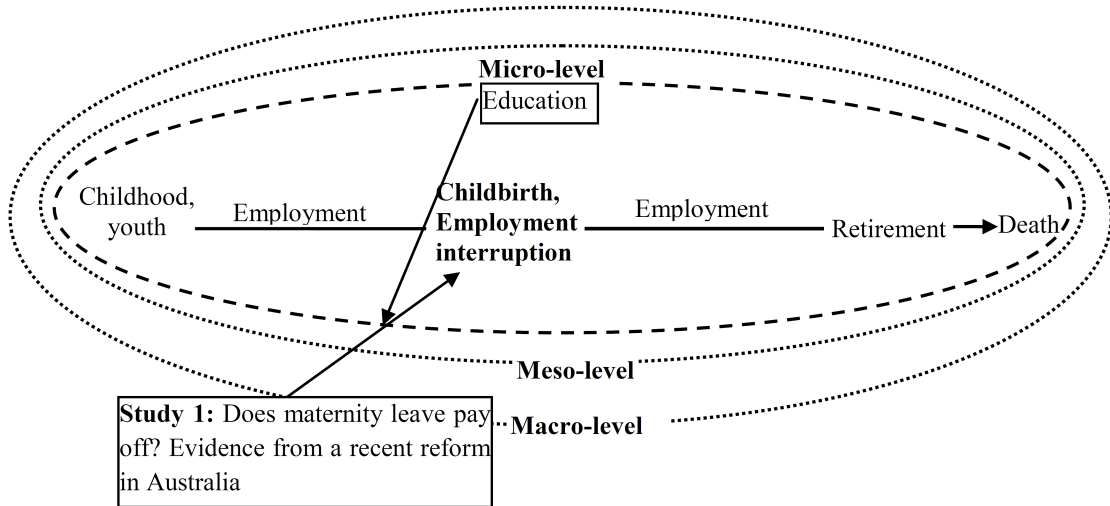 Micro-level
Education
Childhood,
youth
Employment
Childbirth,
Employment
interruption
Employment
Retirement
Death
Meso-level
Macro-level
Study 1: Does maternity leave pay
off? Evidence from a recent reform
in Australia